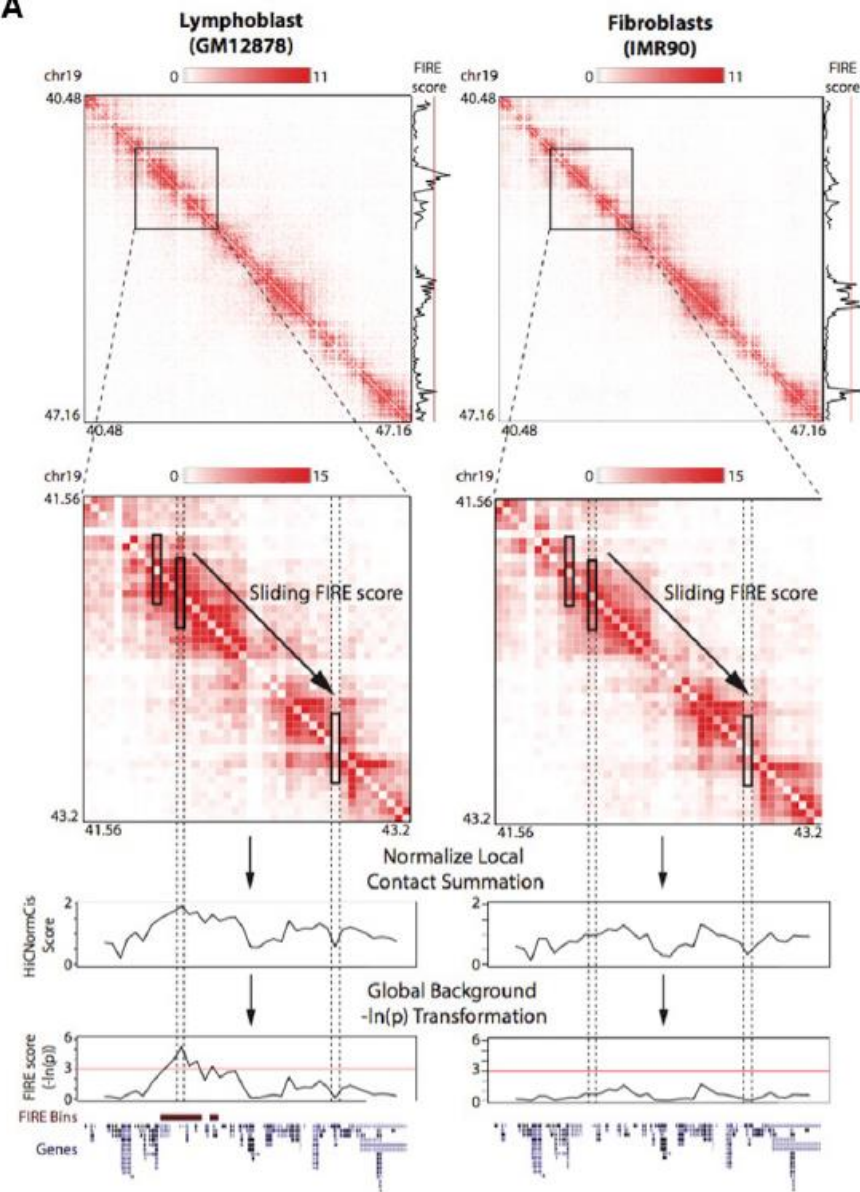 A
Lymphoblast
(GM12878)
Fibroblasts
(IMR90)
chr19
0
11
FIRE
score
chr19
0
11
FIRE
score
40.48
40.48
47.16
47.16
40.48
47.16
40.48
47.16
chr19
0
15
chr19
0
15
41.56
41.56
Sliding FIRE score
Sliding FIRE score
43.2
43.2
41.56
43.2
41.56
43.2
Normalize Local
Contact Summation
HiCNormCis
Score
2
0
2
0
Global Background
-ln(p) Transformation
FIRE score
(-ln(p))
6
3
0
6
3
0
FIRE Bins
Genes